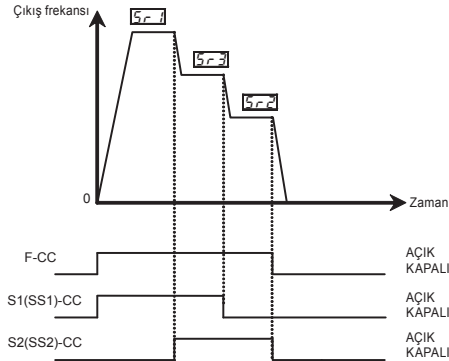 Çıkış frekansı
Sr1
Sr3
Sr2
0
Zaman
F-CC
AÇIK
KAPALI
S1(SS1)-CC
AÇIK
KAPALI
S2(SS2)-CC
AÇIK
KAPALI